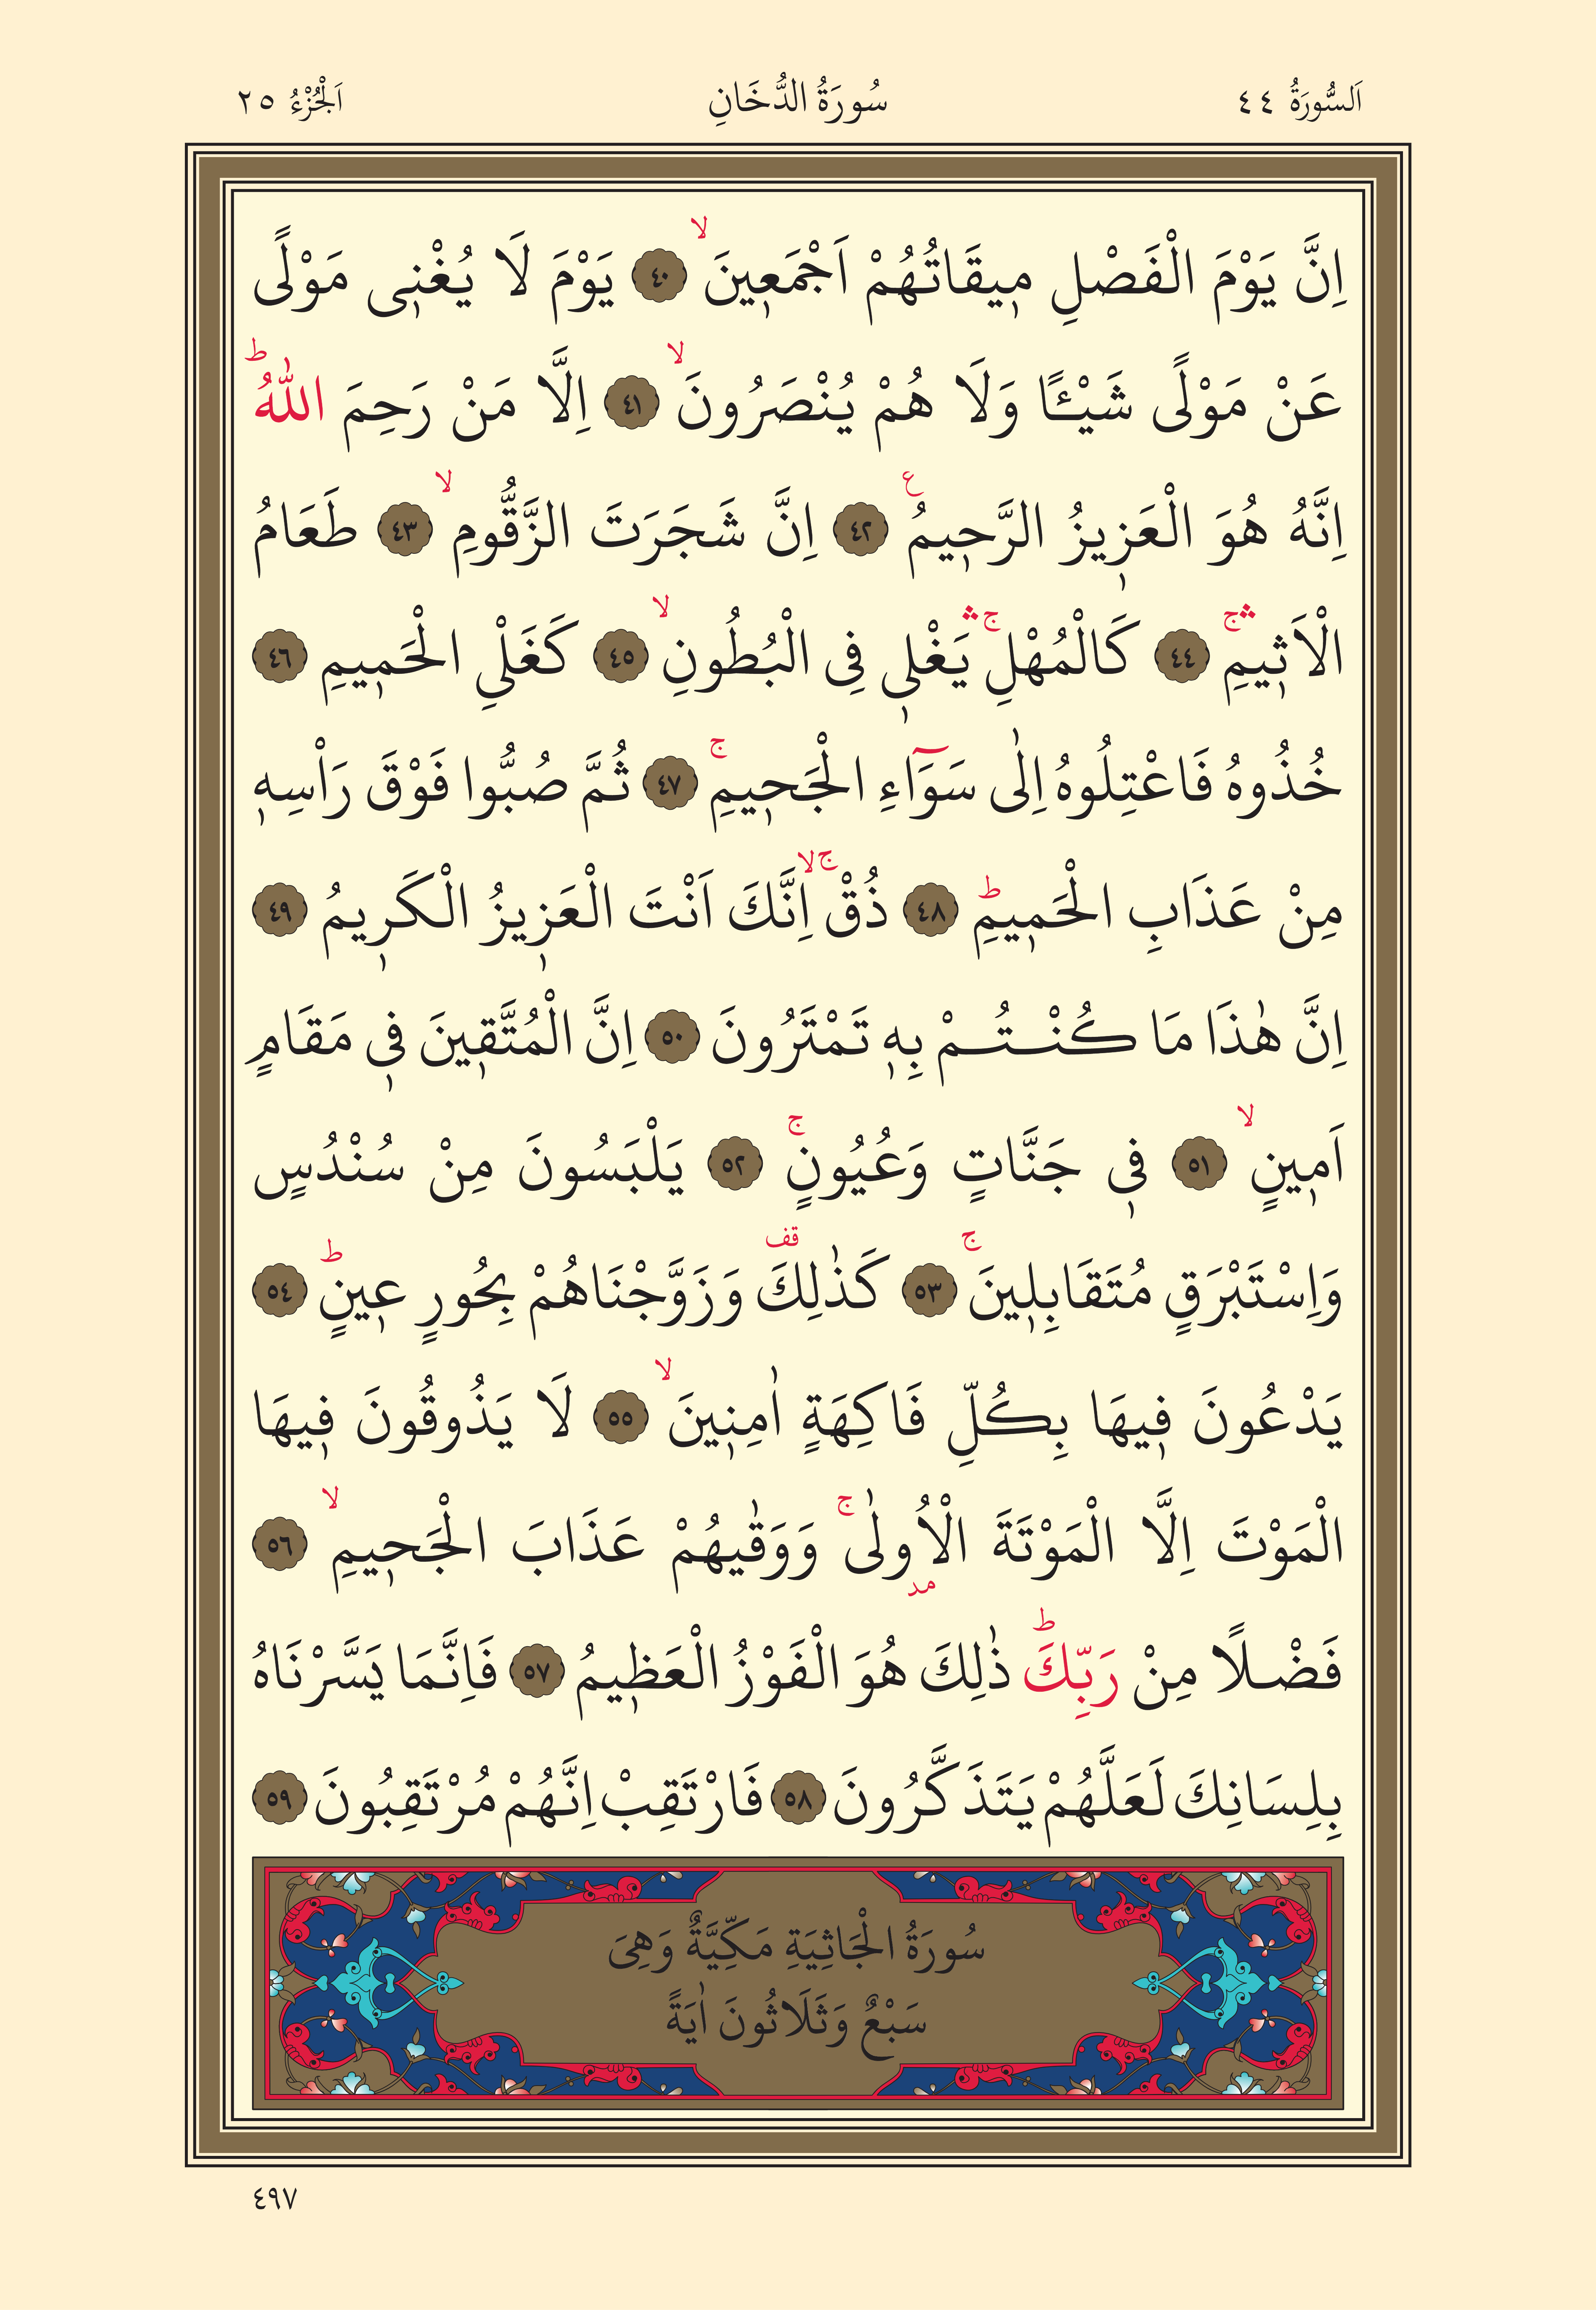 اَلسُّورَةُ ٤٤ سُورَةُ الدُّخَانِ اَلْجُزْءُ ٢٥
اِنَّ يَوْمَ الْفَصْلِ م۪يقَاتُهُمْ اَجْمَع۪ينَۙ ٤٠ يَوْمَ لَا يُغْن۪ى مَوْلًى
عَنْ مَوْلًى شَيْـًٔا وَلَا هُمْ يُنْصَرُونَۙ ٤١ اِلَّا مَنْ رَحِمَ اللّٰهُۜ
اِنَّهُ هُوَ الْعَز۪يزُ الرَّح۪يمُ ع ٤٢ اِنَّ شَجَرَتَ الزَّقُّومِۙ ٤٣ طَعَامُ
الْاَث۪يمِۚۛ ٤٤ كَالْمُهْلِۚۛ يَغْل۪ى فِى الْبُطُونِۙ ٤٥ كَغَلْىِ الْحَم۪يمِ ٤٦
خُذُوهُ فَاعْتِلُوهُ اِلٰى سَوَٓاءِ الْجَح۪يمِۚ ٤٧ ثُمَّ صُبُّوا فَوْقَ رَاْسِه۪
مِنْ عَذَابِ الْحَم۪يمِۜ ٤٨ ذُقْۚۙ اِنَّكَ اَنْتَ الْعَز۪يزُ الْكَر۪يمُ ٤٩
اِنَّ هٰذَا مَا كُنْـتُـمْ بِه۪ تَمْتَرُونَ ٥٠ اِنَّ الْمُتَّق۪ينَ ف۪ى مَقَامٍ
اَم۪ينٍۙ ٥١ ف۪ى جَنَّاتٍ وَعُيُونٍۚ ٥٢ يَلْبَسُونَ مِنْ سُنْدُسٍ
وَاِسْتَبْرَقٍ مُتَقَابِل۪ينَۚ ٥٣ كَذٰلِكَ قف وَزَوَّجْنَاهُمْ بِحُورٍ ع۪ينٍۜ ٥٤
يَدْعُونَ ف۪يهَا بِكُلِّ فَاكِهَةٍ اٰمِن۪ينَۙ ٥٥ لَا يَذُوقُونَ ف۪يهَا
الْمَوْتَ اِلَّا الْمَوْتَةَ الْاُو۫لٰىۚ مد وَوَقٰيهُمْ عَذَابَ الْجَح۪يمِۙ ٥٦
فَضْـلًا مِنْ رَبِّكَۜ ذٰلِكَ هُوَ الْفَوْزُ الْعَظ۪يمُ ٥٧ فَاِنَّمَا يَسَّرْنَاهُ
بِلِسَانِكَ لَعَلَّهُمْ يَتَذَكَّرُونَ ٥٨ فَارْتَقِبْ اِنَّهُمْ مُرْتَقِبُونَ ٥٩
سُورَةُ الْجَاثِيَةِ مَكِّيَّةٌ وَهِىَ
سَبْعٌ وَثَلَاثُونَ اٰيَةً
٤٩٧